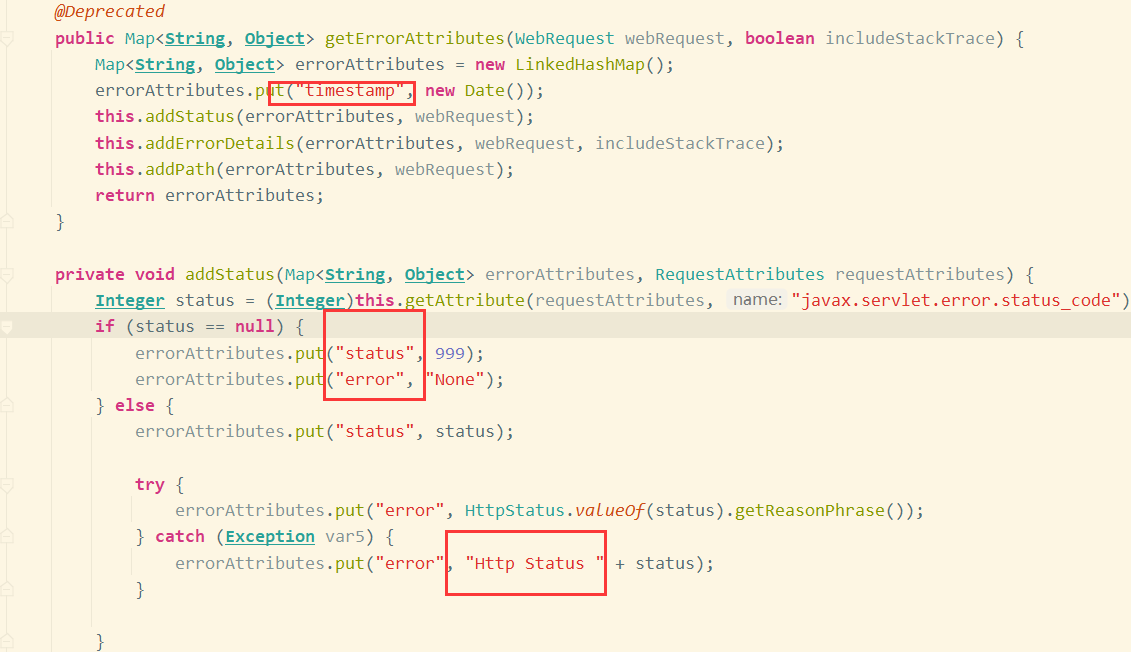 @Deprecated
public Map<String, Object> getErrorAttributes(WebRequest webRequest, boolean includeStackTrace) {
Map<String, Object> errorAttributes = new LinkedHashMap();
errorAttributes.put("timestamp", new Date());
this.addStatus(errorAttributes, webRequest);
this.addErrorDetails(errorAttributes, webRequest, includeStackTrace);
this.addPath(errorAttributes, webRequest);
return errorAttributes;
}
private void addStatus(Map<String, Object> errorAttributes, RequestAttributes requestAttributes) {
Integer status = (Integer)this.getAttribute(requestAttributes, name: "javax.servlet.error.status_code")
if (status == null) {
errorAttributes.put("status", 999);
errorAttributes.put("error", "None");
} else {
errorAttributes.put("status", status);
try {
errorAttributes.put("error", HttpStatus.valueOf(status).getReasonPhrase());
} catch (Exception var5) {
errorAttributes.put("error", "Http Status " + status);
}
}